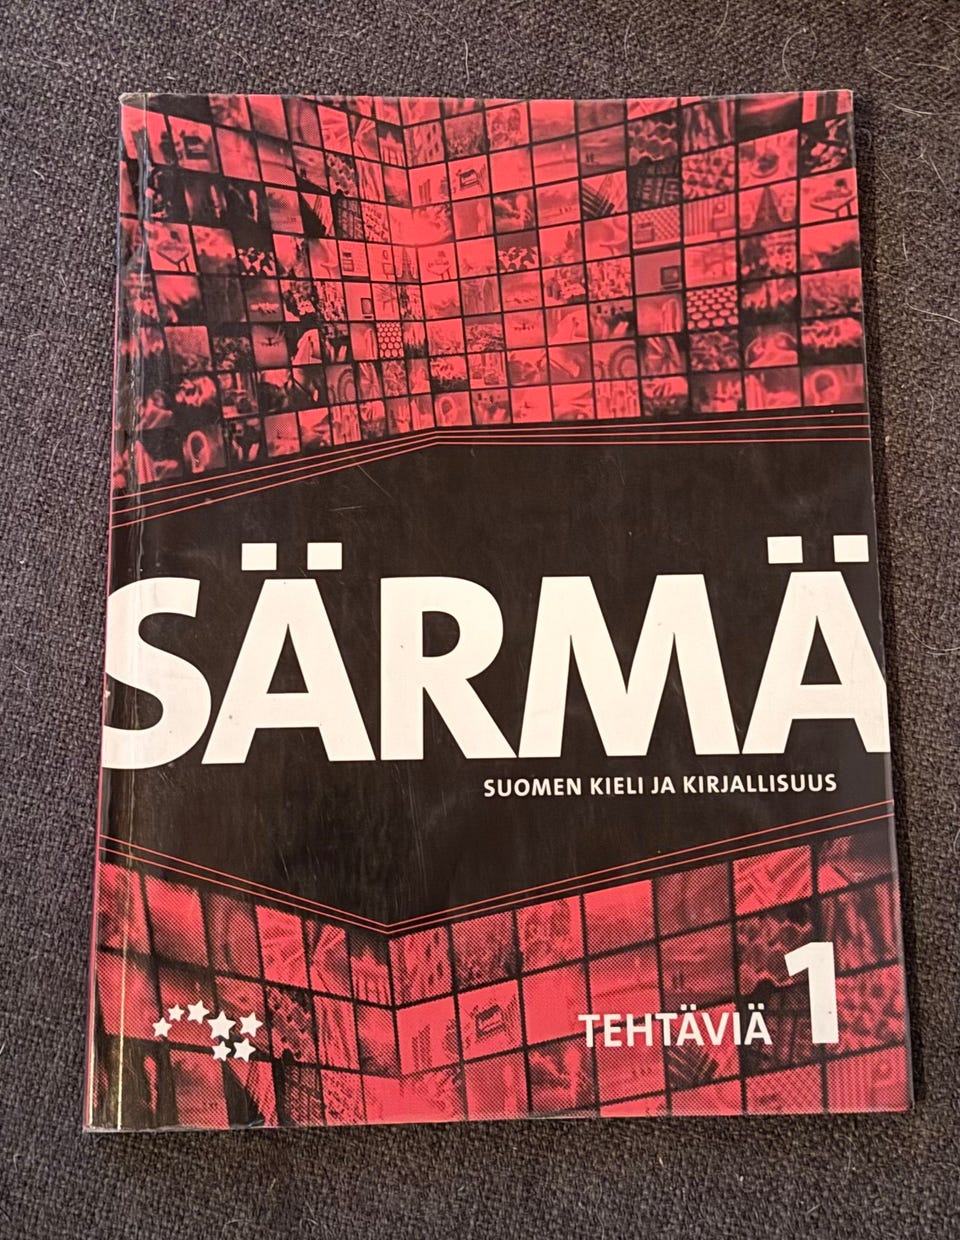 SÄRMÄ
SUOMEN KIELI JA KIRJALLISUUS
TEHTÄVIÄ 1